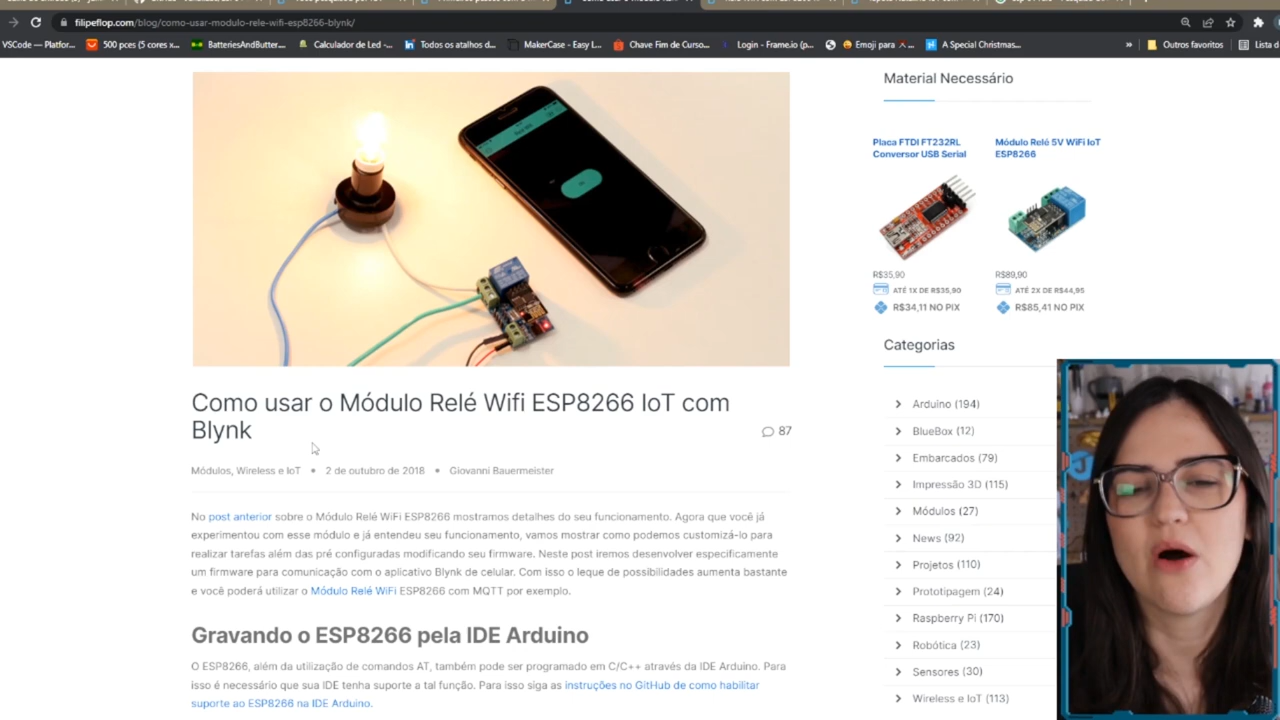 filipeflop.com/blog/como-usar-modulo-rele-wifi-esp8266-blynk/
VSCode — Platfor...
500 pces (5 cores x...
BatteriesAndButter...
Calculador de Led -...
Todos os atalhos d...
MakerCase - Easy L...
Chave Fim de Curso...
Login - Frame.io (p...
Emoji para
A Special Christmas...
»
Outros favoritos
Lista d
Material Necessário
Placa FTDI FT232RL
Conversor USB Serial
Módulo Relé 5V WiFi IoT
ESP8266
R$35,90
ATÉ 1X DE R$35,90
R$34,11 NO PIX
R$89,90
ATÉ 2X DE R$44,95
R$85,41 NO PIX
Como usar o Módulo Relé Wifi ESP8266 IoT com
Blynk
87
Módulos, Wireless e IoT • 2 de outubro de 2018 • Giovanni Bauermeister
No post anterior sobre o Módulo Relé WiFi ESP8266 mostramos detalhes do seu funcionamento. Agora que você já
experimentou com esse módulo e já entendeu seu funcionamento, vamos mostrar como podemos customizá-lo para
realizar tarefas além das pré configuradas modificando seu firmware. Neste post iremos desenvolver especificamente
um firmware para comunicação com o aplicativo Blynk de celular. Com isso o leque de possibilidades aumenta bastante
e você poderá utilizar o Módulo Relé WiFi ESP8266 com MQTT por exemplo.
Gravando o ESP8266 pela IDE Arduino
O ESP8266, além da utilização de comandos AT, também pode ser programado em C/C++ através da IDE Arduino. Para
isso é necessário que sua IDE tenha suporte a tal função. Para isso siga as instruções no GitHub de como habilitar
suporte ao ESP8266 na IDE Arduino.
Categorias
Arduino (194)
BlueBox (12)
Embarcados (79)
Impressão 3D (115)
Módulos (27)
News (92)
Projetos (110)
Prototipagem (24)
Raspberry Pi (170)
Robótica (23)
Sensores (30)
Wireless e IoT (113)